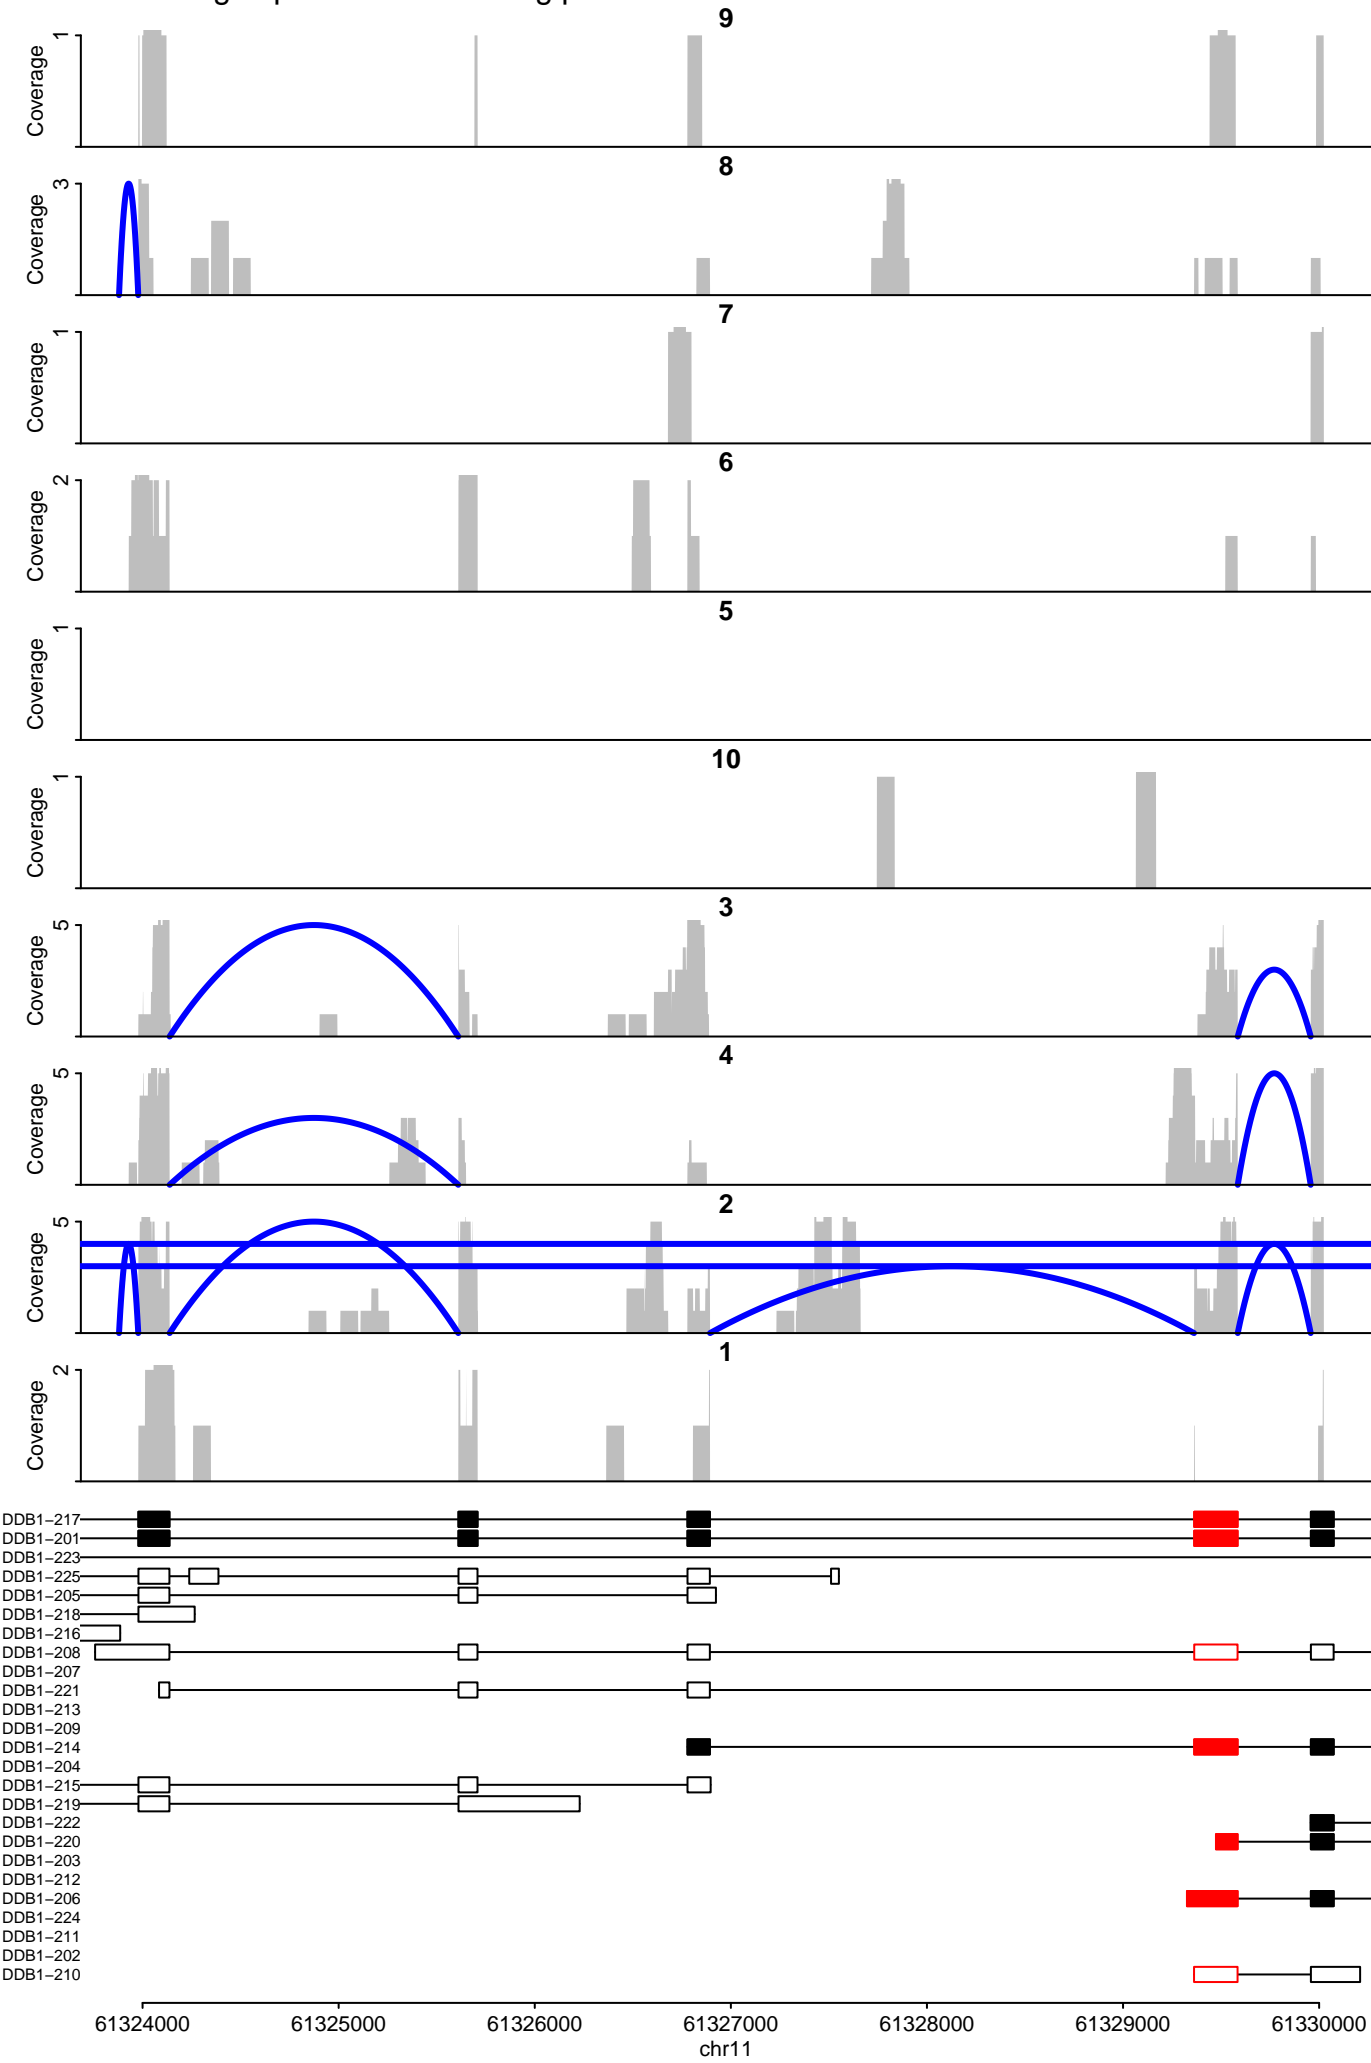 9
Coverage
1
8
Coverage
3
7
Coverage
1
6
Coverage
2
5
Coverage
1
10
Coverage
1
3
Coverage
5
4
Coverage
5
2
Coverage
5
1
Coverage
2
DDB1−217
DDB1−201
DDB1−223
DDB1−225
DDB1−205
DDB1−218
DDB1−216
DDB1−208
DDB1−207
DDB1−221
DDB1−213
DDB1−209
DDB1−214
DDB1−204
DDB1−215
DDB1−219
DDB1−222
DDB1−220
DDB1−203
DDB1−212
DDB1−206
DDB1−224
DDB1−211
DDB1−202
DDB1−210
61324000 61325000 61326000 61327000 61328000 61329000 61330000
chr11